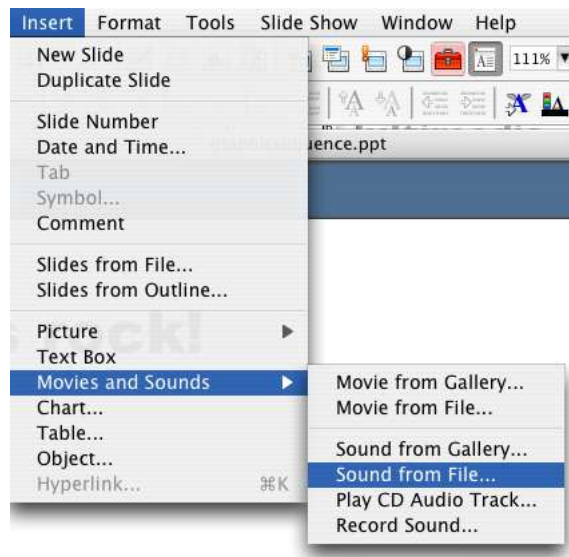 Insert Format Tools Slide Show Window Help
New Slide
111%
Duplicate Slide
Slide Number
Date and Time...
uence.ppt
Tab
Symbol...
Comment
Slides from File...
Slides from Outline...
rock!
Picture
Text Box
Movies and Sounds
Chart...
Table...
Object...
Hyperlink... ⌘K
Movie from Gallery...
Movie from File...
Sound from Gallery...
Sound from File...
Play CD Audio Track...
Record Sound...